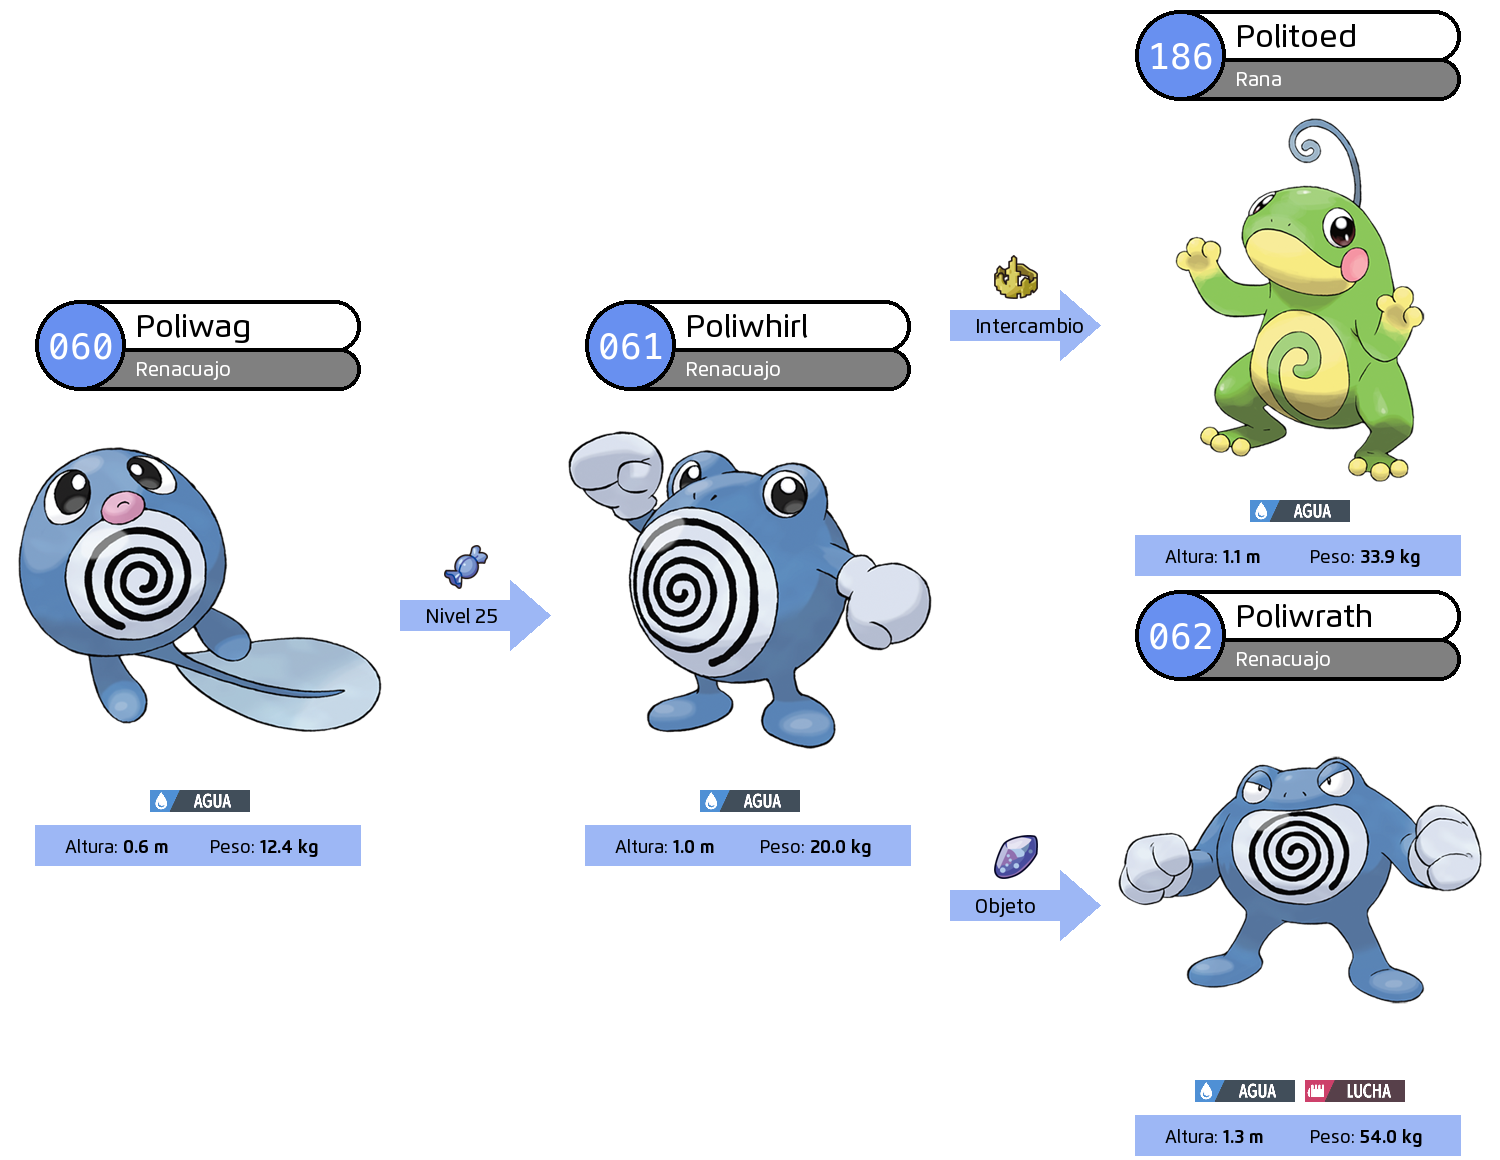 060
Poliwag
Renacuajo
AGUA
Altura: 0.6 m Peso: 12.4 kg
Nivel 25
061
Poliwhirl
Renacuajo
AGUA
Altura: 1.0 m Peso: 20.0 kg
Intercambio
186
Politoed
Rana
AGUA
Altura: 1.1 m Peso: 33.9 kg
Objeto
062
Poliwrath
Renacuajo
AGUA LUCHA
Altura: 1.3 m Peso: 54.0 kg